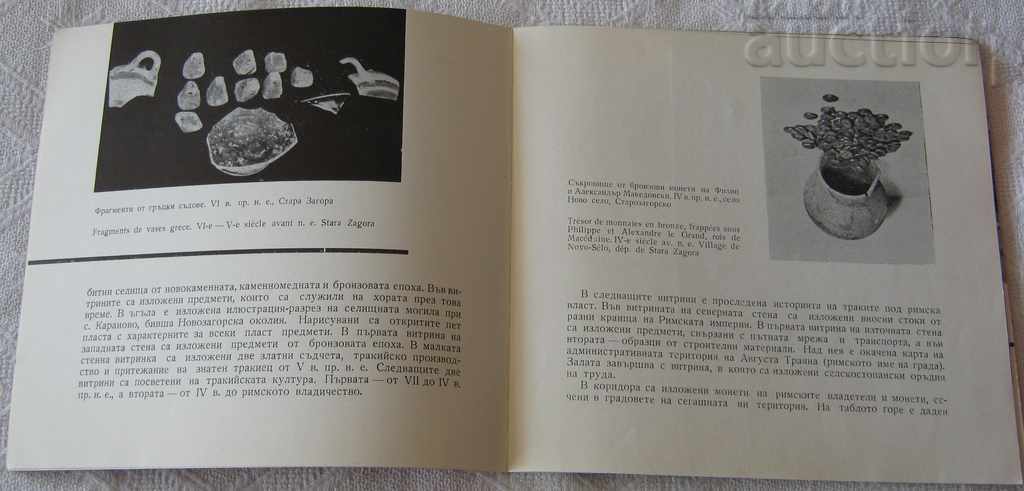 Фрагменти от гръцки съдове. VI в. пр. н. е., Стара Загора
Fragments de vases grece. VI-e — V-e siècle avant n. e. Stara Zagora
битня селища от новокаменната, каменномедната и бронзовата епоха. Във ви-
трините са изложени предмети, които са служили на хората през това
време. В ъгъла е изложена илюстрация-разрез на селищната могила при
с. Караново, бивша Новозагорска околия. Нарисувани са откритите пет
пласта с характерните за всеки пласт предмети. В първата витрина на
западната стена са изложени предмети от бронзовата епоха. В малката
стенна витринка са изложени две златни съдчета, тракийско производ-
ство и притежание на знатен тракиец от V в. пр. н. е. Следващите две
витрини са посветени на тракийската култура. Първата — от VII до IV в.
пр. н. е., а втората — от IV в. до римското владичество.
auction
Съкровище от бронзови монети на Филип
и Александър Македонски. IV в. пр. н. е., село
Ново село, Старозагорско
Trésor de monnaies en bronze, frappées sous
Philippe et Alexandre le Grand, rois de
Macédoine. IV-e siècle av. n. e. Village de
Novo-Sélo, dép. de Stara Zagora
В следващите витрини е проследена историята на траките под римска
власт. Във витрината на северната стена са изложени вносни стоки от
разни краища на Римската империя. В първата витрина на източната стена
са изложени предмети, свързани с пътната мрежа и транспорта, а във
втората — образци от строителни материали. Над нея е окачена карта на
административната територия на Августа Траяна (римското име на града).
Залата завършва с витрина, в която са изложени селскостопански оръдия
на труда.
В коридора са изложени монети на римските владетели и монети, се-
чени в градовете на сегашната ни територия. На таблото горе е даден